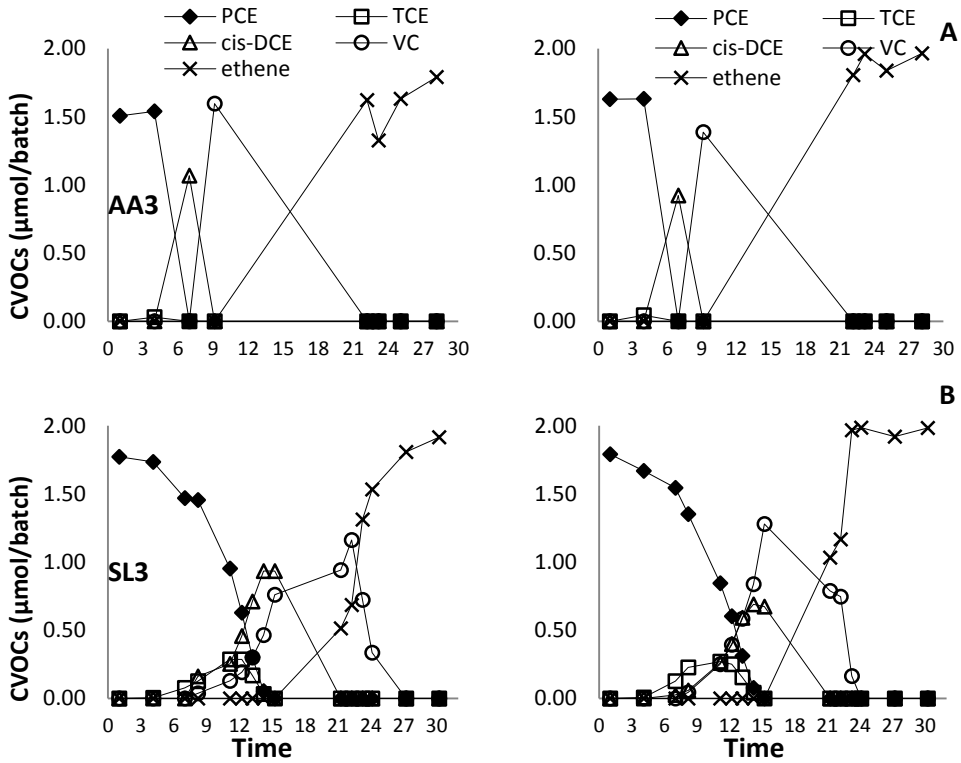 PCE TCE
cis-DCE VC
ethene
PCE TCE
cis-DCE VC
ethene
A
CVOCs (µmol/batch)
2.00
1.50
1.00
0.50
0.00
AA3
0 3 6 9 12 15 18 21 24 27 30
2.00
1.50
1.00
0.50
0.00
0 3 6 9 12 15 18 21 24 27 30
B
CVOCs (µmol/batch)
2.00
1.50
1.00
0.50
0.00
SL3
0 3 6 9 12 15 18 21 24 27 30
Time
2.00
1.50
1.00
0.50
0.00
0 3 6 9 12 15 18 21 24 27 30
Time